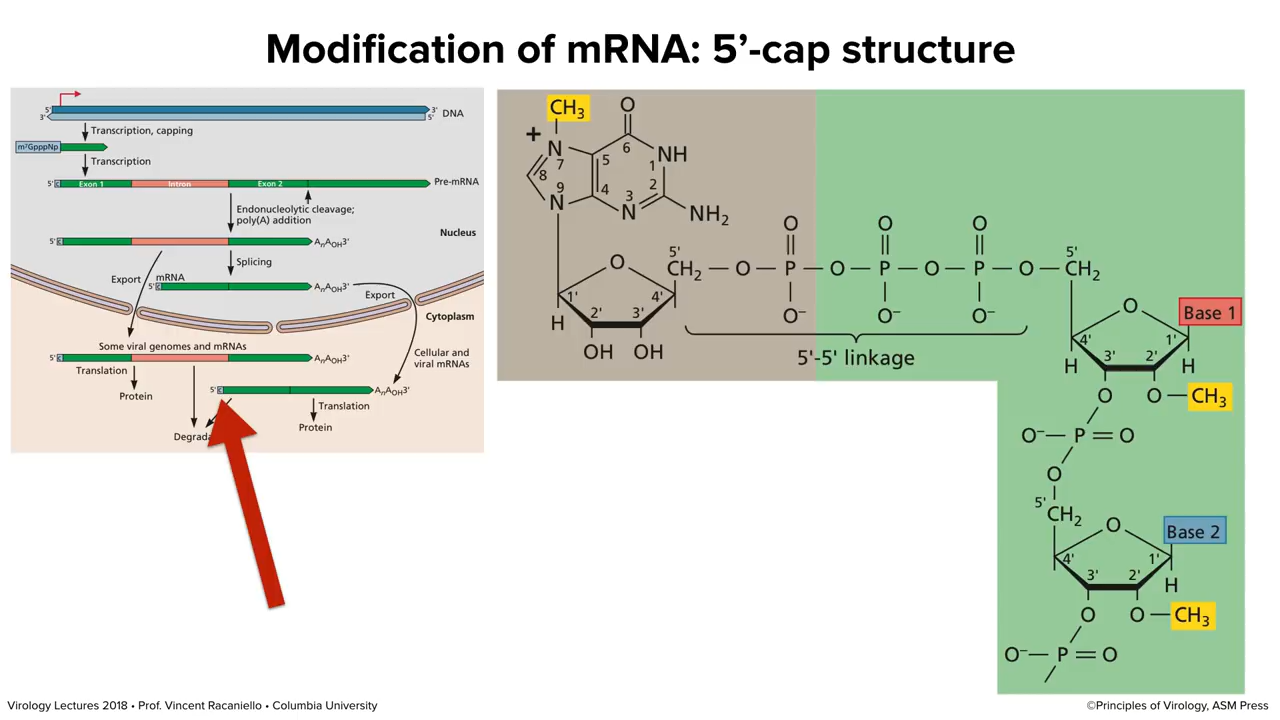 Modification of mRNA: 5’-cap structure
5' 3'
3' 5'
DNA
Transcription, capping
m⁷GpppNp
Transcription
5' C Exon 1 Intron Exon 2
Pre-mRNA
Endonucleolytic cleavage;
poly(A) addition
Nucleus
5' C AₙA_OH3'
Splicing
Export
mRNA
5' C AₙA_OH3'
Export
Cytoplasm
Some viral genomes and mRNAs
5' C AₙA_OH3'
Cellular and
viral mRNAs
Translation
Protein
5' C AₙA_OH3'
Translation
Protein
CH₃
O
+
N 7 5 6 1 NH
8
9 4 3 2
N N NH₂
O O O
5' 5'
CH₂ — O — P — O — P — O — P — O — CH₂
O⁻ O⁻ O⁻
O
1' 4'
H 2' 3'
OH OH
5'-5' linkage
O
Base 1
4' 1'
H 3' 2' H
O O — CH₃
O⁻ — P = O
O
5'
CH₂
O
Base 2
4' 1'
3' 2' H
O O — CH₃
O⁻ — P = O
Virology Lectures 2018 • Prof. Vincent Racaniello • Columbia University
©Principles of Virology, ASM Press